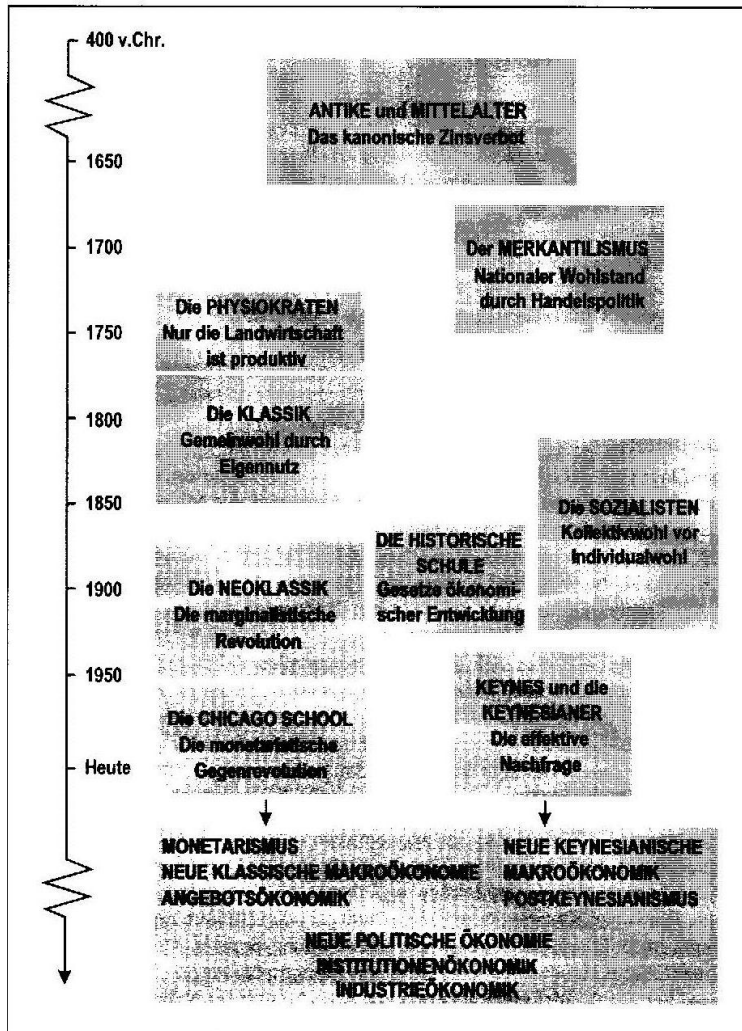 400 v.Chr.
ANTIKE und MITTELALTER
Das kanonische Zinsverbot
1650
1700
Der MERKANTILISMUS
Nationaler Wohlstand
durch Handelspolitik
Die PHYSIOKRATEN
Nur die Landwirtschaft
ist produktiv
1750
1800
Die KLASSIK
Gemeinwohl durch
Eigennutz
1850
Die SOZIALISTEN
Kollektivwohl vor
Individualwohl
DIE HISTORISCHE
SCHULE
Gesetze ökonomi-
scher Entwicklung
1900
Die NEOKLASSIK
Die marginalistische
Revolution
1950
KEYNES und die
KEYNESIANER
Die effektive
Nachfrage
Die CHICAGO SCHOOL
Die monetaristische
Gegenrevolution
Heute
MONETARISMUS
NEUE KLASSISCHE MAKROÖKONOMIE
ANGEBOTSÖKONOMIK
NEUE KEYNESIANISCHE
MAKROÖKONOMIK
POSTKEYNESIANISMUS
NEUE POLITISCHE ÖKONOMIE
INSTITUTIONENÖKONOMIK
INDUSTRIEÖKONOMIK